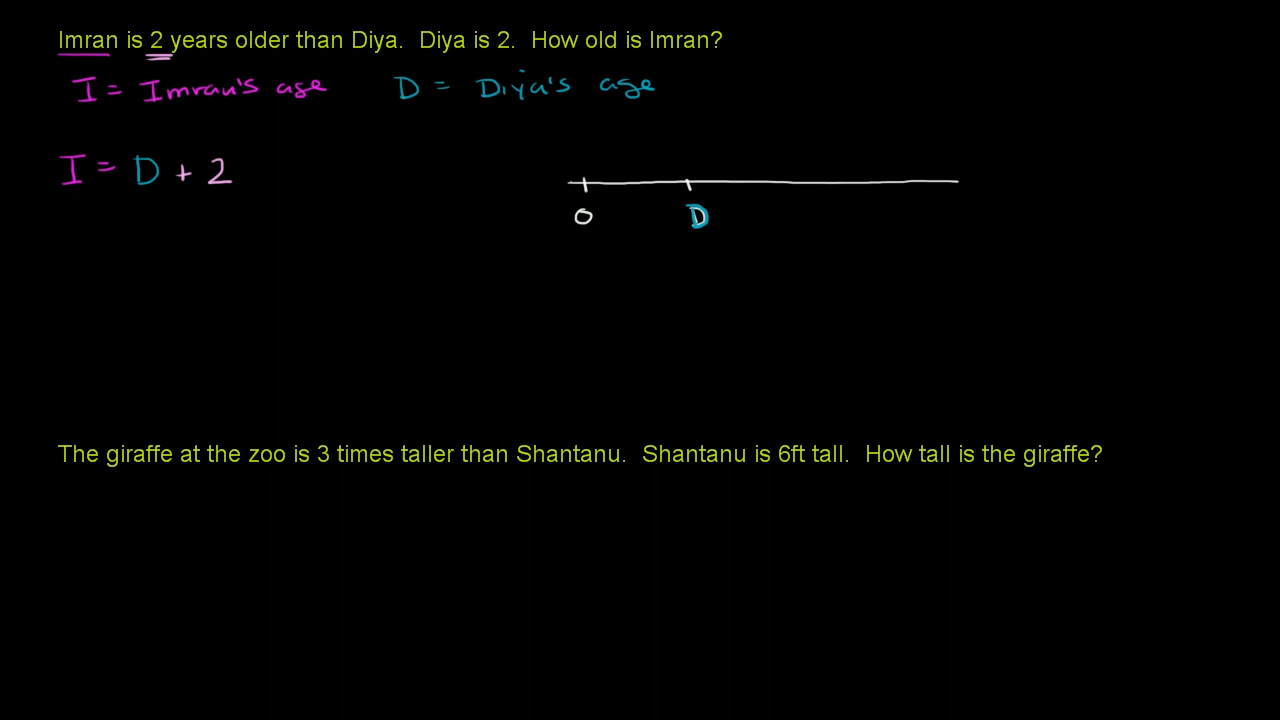 Imran is 2 years older than Diya. Diya is 2. How old is Imran?
I = Imran's age D = Diya's age
I = D + 2
0 D
The giraffe at the zoo is 3 times taller than Shantanu. Shantanu is 6ft tall. How tall is the giraffe?